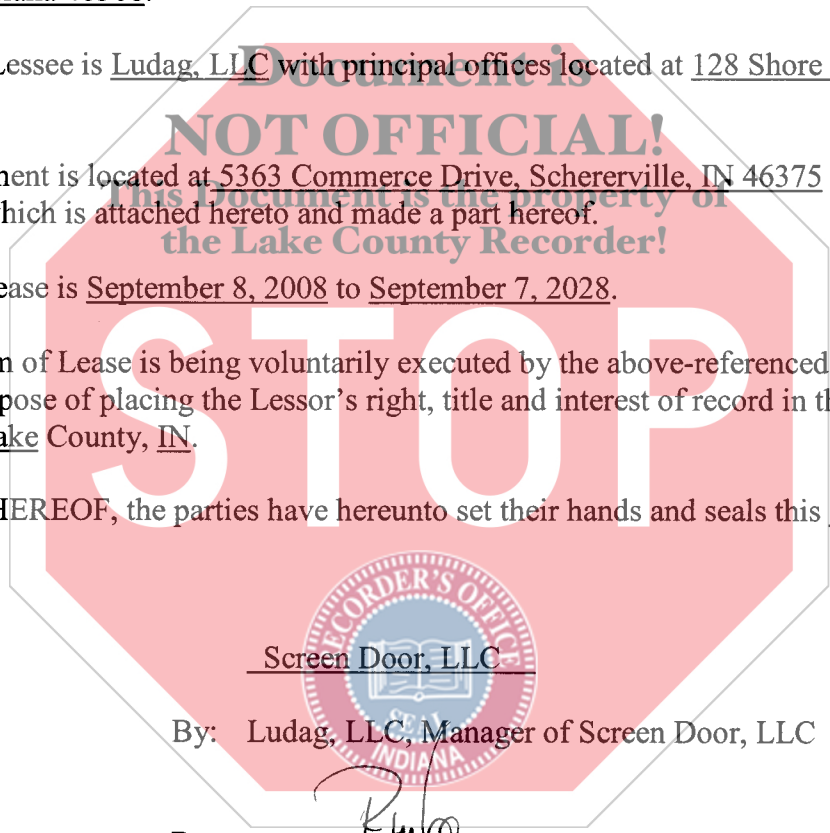 Lessee is Ludag, LLC with principal offices located at 128 Shore
Document is
NOT OFFICIAL!
ment is located at 5363 Commerce Drive, Schererville, IN 46375
This Document is the property of
which is attached hereto and made a part hereof.
the Lake County Recorder!
ease is September 8, 2008 to September 7, 2028.
STOP
m of Lease is being voluntarily executed by the above-referenced
pose of placing the Lessor's right, title and interest of record in th
ake County, IN.
HEREOF, the parties have hereunto set their hands and seals this
RECORDER'S OFFICE
Screen Door, LLC
SEAL
By: Ludag, LLC, Manager of Screen Door, LLC
INDIANA